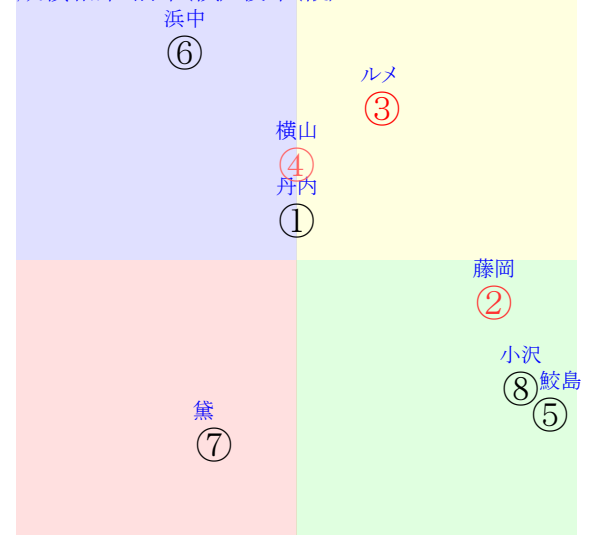 浜中
⑥
ルメ
③
横山
④
丹内
①
藤岡
②
小沢
⑧
鮫島
⑤
黛
⑦